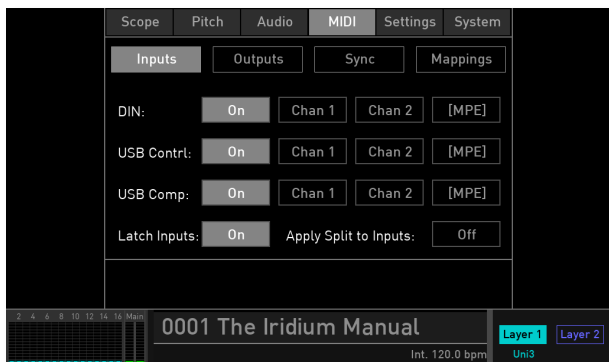 Scope Pitch Audio MIDI Settings System
Inputs Outputs Sync Mappings
DIN: On Chan 1 Chan 2 [MPE]
USB Contrl: On Chan 1 Chan 2 [MPE]
USB Comp: On Chan 1 Chan 2 [MPE]
Latch Inputs: On Apply Split to Inputs: Off
2 4 6 8 10 12 14 16 Main
0001 The Iridium Manual
Layer 1 Layer 2
Int. 120.0 bpm Uni3